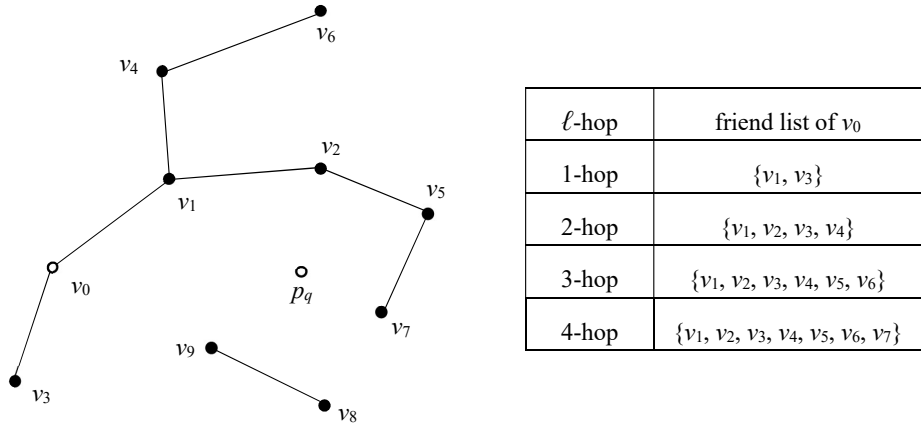 v₆
v₄
v₂
v₅
v₁
v₀
p_q
v₇
v₉
v₃
v₈
ℓ-hop friend list of v₀
1-hop {v₁, v₃}
2-hop {v₁, v₂, v₃, v₄}
3-hop {v₁, v₂, v₃, v₄, v₅, v₆}
4-hop {v₁, v₂, v₃, v₄, v₅, v₆, v₇}